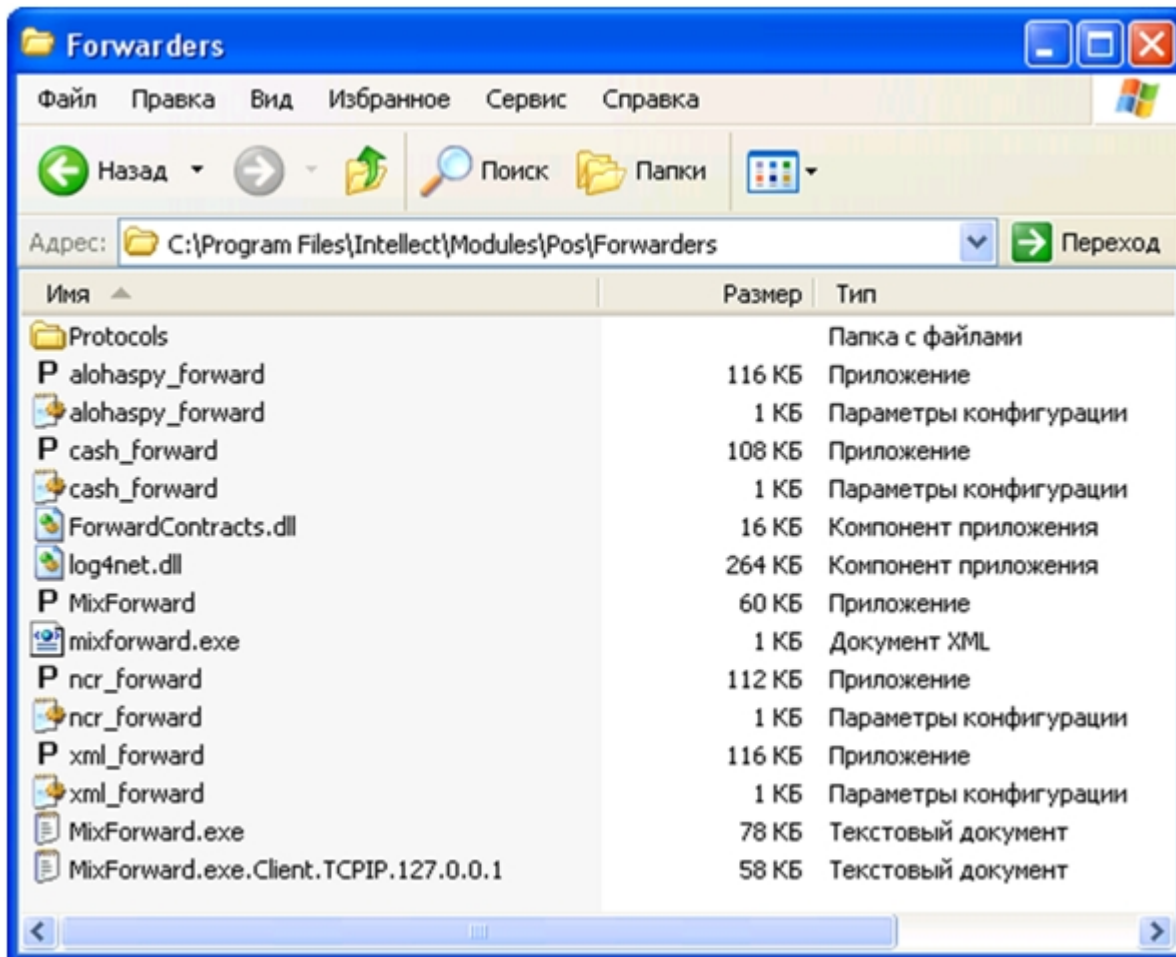 Forwarders
Файл Правка Вид Избранное Сервис Справка
Назад Поиск Папки
Адрес: C:\Program Files\Intellect\Modules\Pos\Forwarders Переход
Имя Размер Тип
Protocols Папка с файлами
P alohaspy_forward 116 КБ Приложение
alohaspy_forward 1 КБ Параметры конфигурации
P cash_forward 108 КБ Приложение
cash_forward 1 КБ Параметры конфигурации
ForwardContracts.dll 16 КБ Компонент приложения
log4net.dll 264 КБ Компонент приложения
P MixForward 60 КБ Приложение
mixforward.exe 1 КБ Документ XML
P ncr_forward 112 КБ Приложение
ncr_forward 1 КБ Параметры конфигурации
P xml_forward 116 КБ Приложение
xml_forward 1 КБ Параметры конфигурации
MixForward.exe 78 КБ Текстовый документ
MixForward.exe.Client.TCPIP.127.0.0.1 58 КБ Текстовый документ